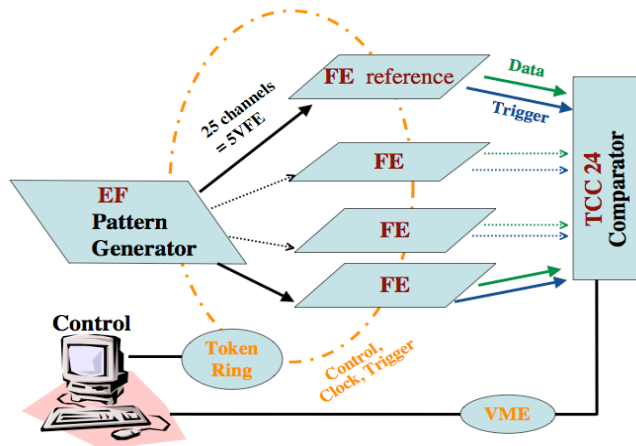 FE reference
Data
Trigger
25 channels
= 5VFE
FE
EF
Pattern
Generator
FE
FE
TCC 24
Comparator
Control
Token
Ring
Control,
Clock, Trigger
VME